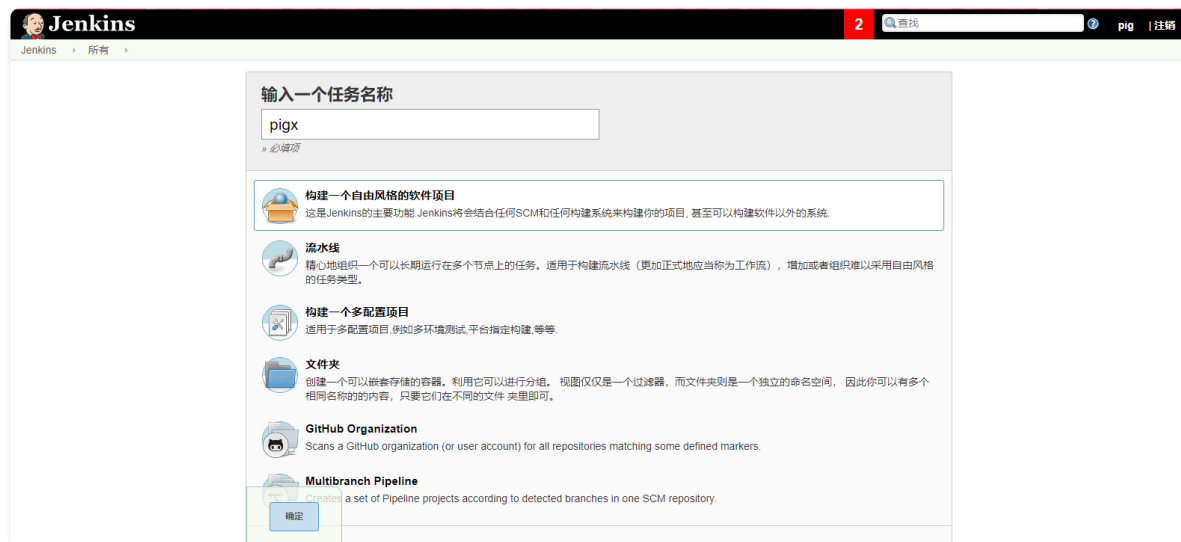 Jenkins
2
查找
pig
| 注销
Jenkins
所有
输入一个任务名称
pigx
» 必填项
构建一个自由风格的软件项目
这是Jenkins的主要功能.Jenkins将会结合任何SCM和任何构建系统来构建你的项目, 甚至可以构建软件以外的系统.
流水线
精心地组织一个可以长期运行在多个节点上的任务。适用于构建流水线（更加正式地应当称为工作流），增加或者组织难以采用自由风格
的任务类型。
构建一个多配置项目
适用于多配置项目,例如多环境测试,平台指定构建,等等.
文件夹
创建一个可以嵌套存储的容器。利用它可以进行分组。 视图仅仅是一个过滤器，而文件夹则是一个独立的命名空间， 因此你可以有多个
相同名称的的内容，只要它们在不同的文件 夹里即可。
GitHub Organization
Scans a GitHub organization (or user account) for all repositories matching some defined markers.
Multibranch Pipeline
Creates a set of Pipeline projects according to detected branches in one SCM repository.
确定